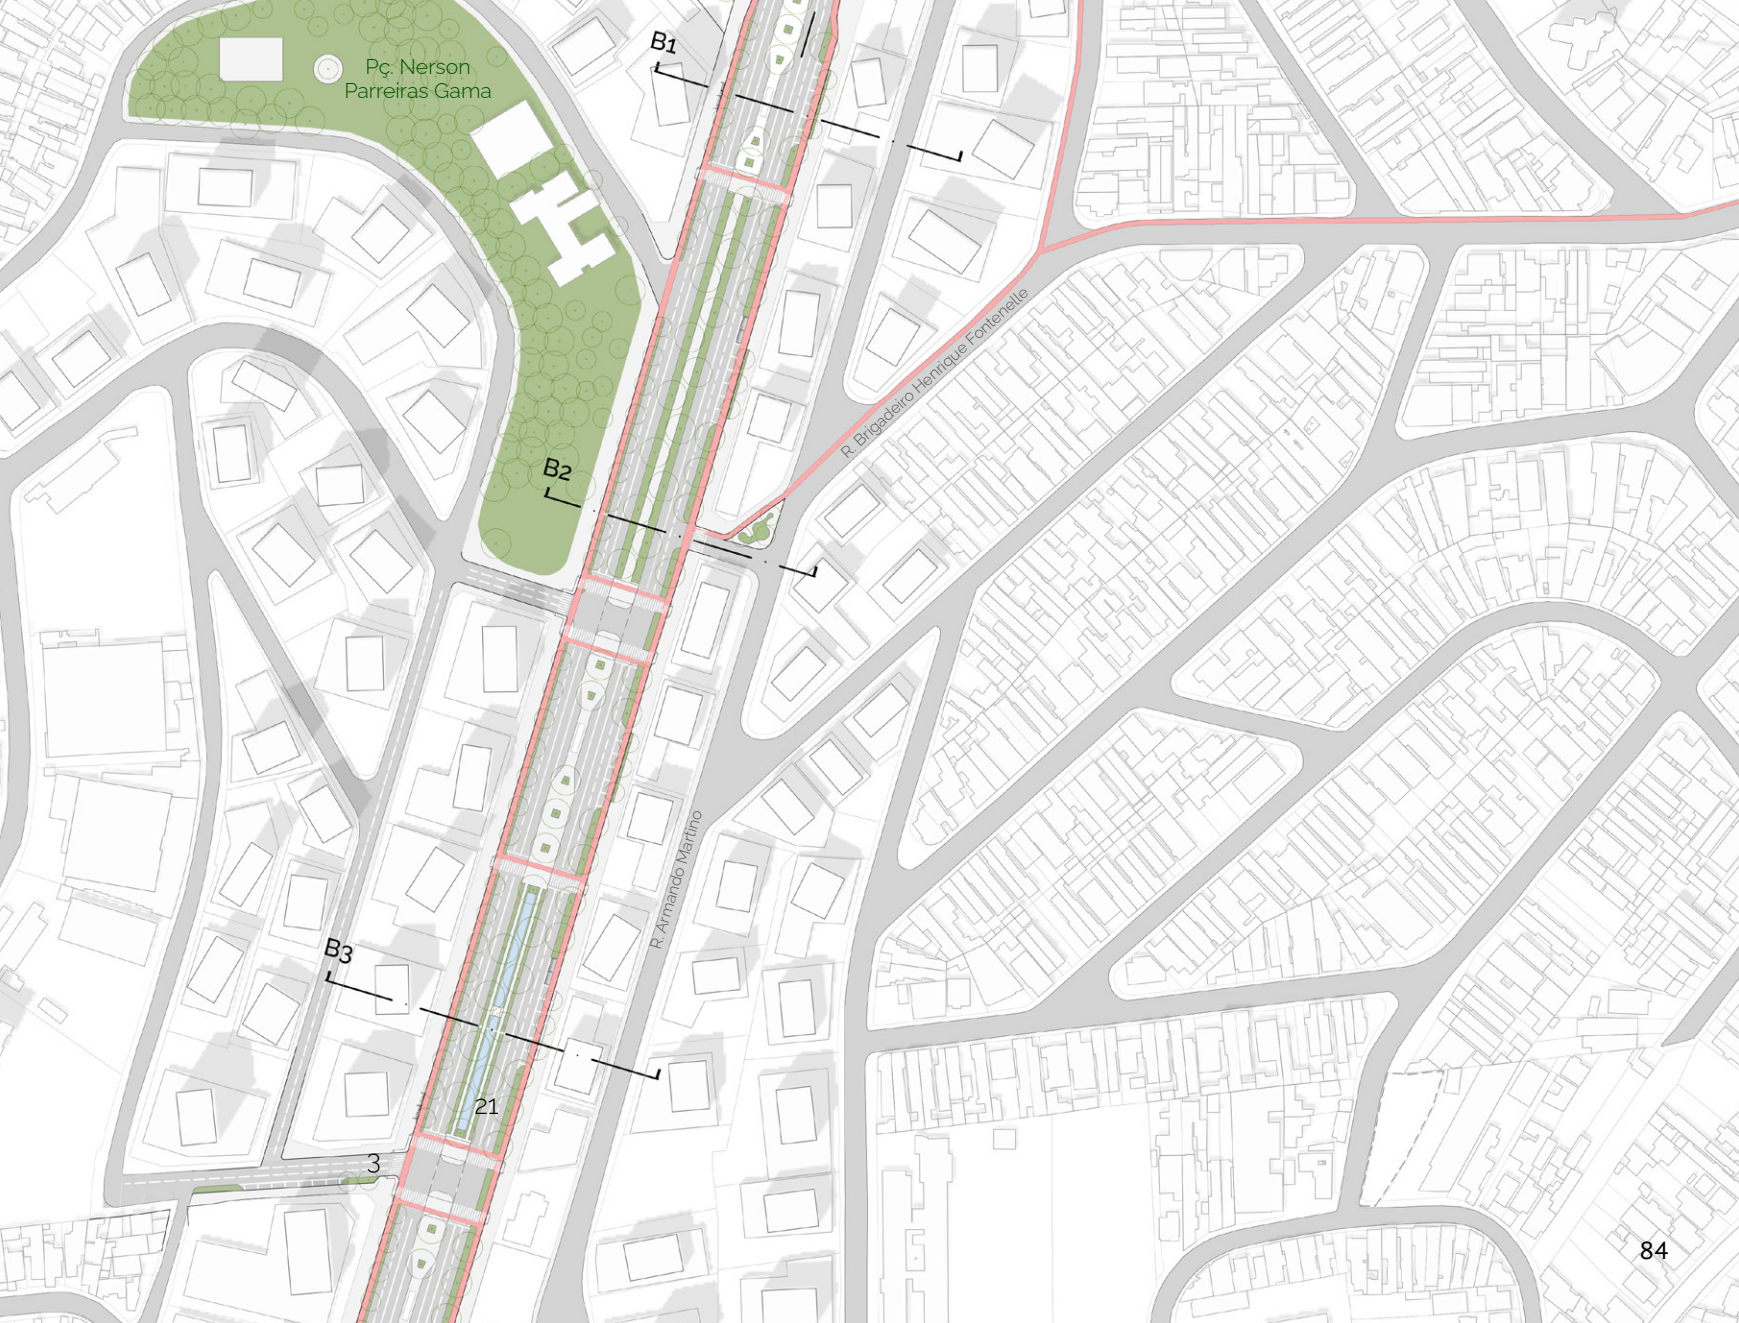 B1
Pç. Nerson
Parreiras Gama
R. Brigadeiro Henrique Fontenelle
B2
R. Armando Martino
B3
21
3
84